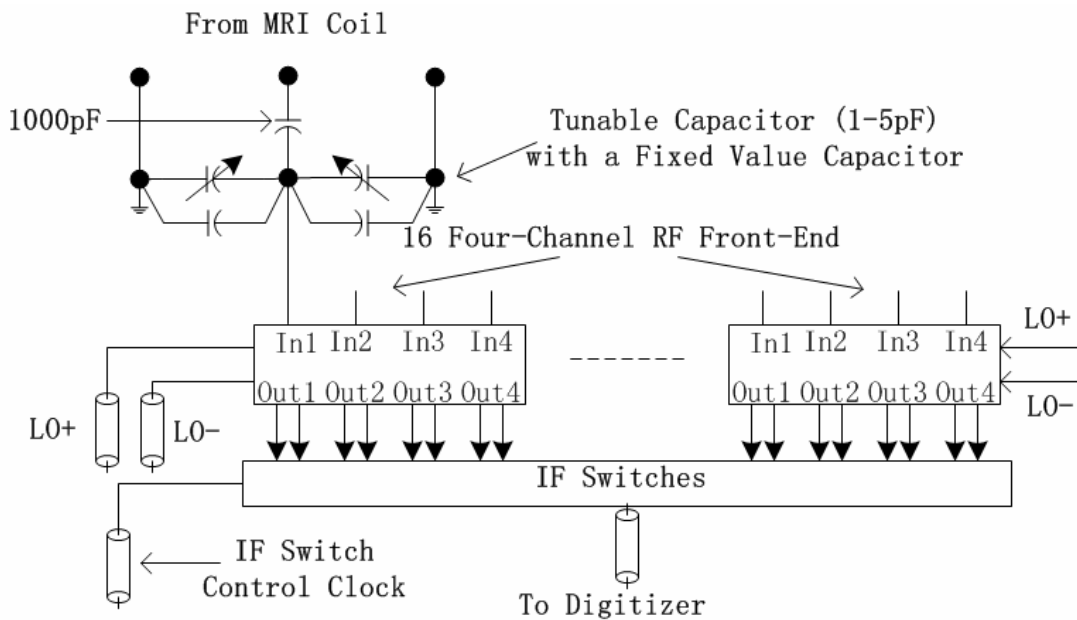 From MRI Coil
1000pF
Tunable Capacitor (1-5pF)
with a Fixed Value Capacitor
16 Four-Channel RF Front-End
In1 In2 In3 In4
In1 In2 In3 In4
LO+
Out1 Out2 Out3 Out4
Out1 Out2 Out3 Out4
LO-
LO+
LO-
IF Switches
IF Switch
Control Clock
To Digitizer